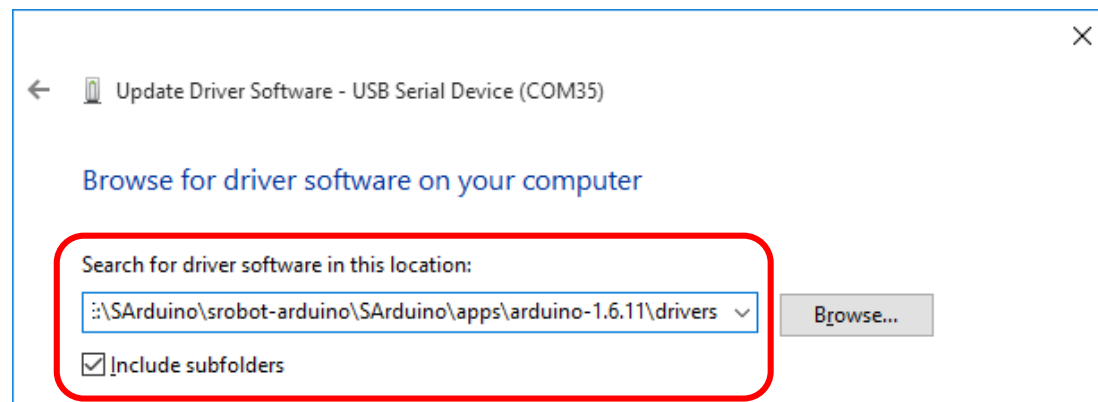 Update Driver Software - USB Serial Device (COM35)
Browse for driver software on your computer
Search for driver software in this location:
:\SArduino\srobot-arduino\SArduino\apps\arduino-1.6.11\drivers
Browse...
Include subfolders